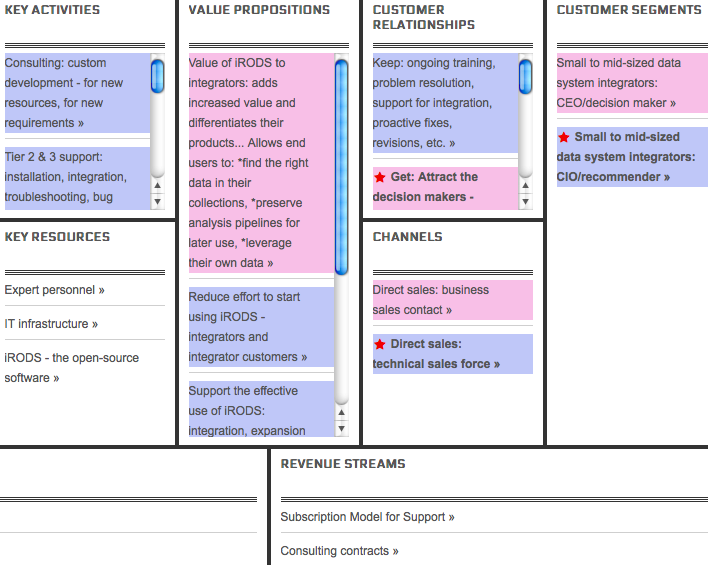 KEY ACTIVITIES
Consulting: custom
development - for new
resources, for new
requirements »
Tier 2 & 3 support:
installation, integration,
troubleshooting, bug
KEY RESOURCES
Expert personnel »
IT infrastructure »
iRODS - the open-source
software »
VALUE PROPOSITIONS
Value of iRODS to
integrators: adds
increased value and
differentiates their
products... Allows end
users to: *find the right
data in their
collections, *preserve
analysis pipelines for
later use, *leverage
their own data »
Reduce effort to start
using iRODS -
integrators and
integrator customers »
Support the effective
use of iRODS:
integration, expansion
CUSTOMER
RELATIONSHIPS
Keep: ongoing training,
problem resolution,
support for integration,
proactive fixes,
revisions, etc. »
Get: Attract the
decision makers -
CHANNELS
Direct sales: business
sales contact »
Direct sales:
technical sales force »
CUSTOMER SEGMENTS
Small to mid-sized data
system integrators:
CEO/decision maker »
Small to mid-sized
data system integrators:
CIO/recommender »
REVENUE STREAMS
Subscription Model for Support »
Consulting contracts »